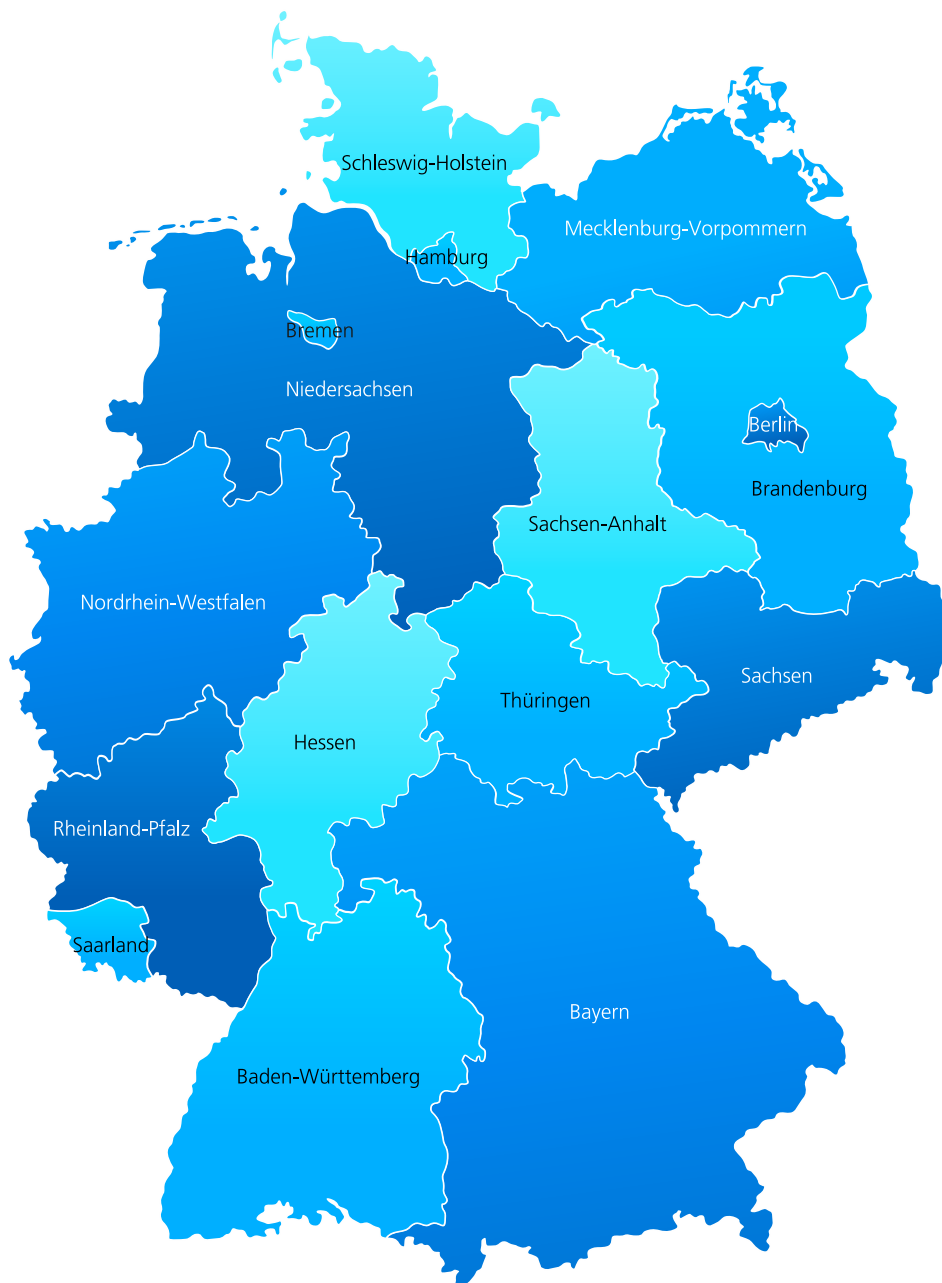 Schleswig-Holstein
Mecklenburg-Vorpommern
Hamburg
Bremen
Niedersachsen
Berlin
Brandenburg
Sachsen-Anhalt
Nordrhein-Westfalen
Sachsen
Thüringen
Hessen
Rheinland-Pfalz
Saarland
Bayern
Baden-Württemberg